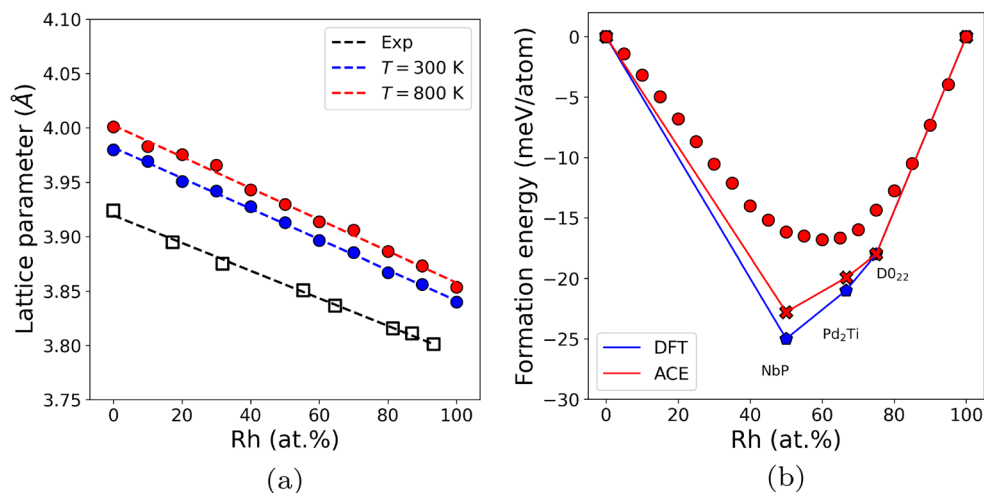 4.10
4.05
4.00
3.95
3.90
3.85
3.80
3.75
Lattice parameter (Å)
Exp
T = 300 K
T = 800 K
0 20 40 60 80 100
Rh (at.%)
(a)
0
−5
−10
−15
−20
−25
−30
Formation energy (meV/atom)
D0₂₂
Pd₂Ti
NbP
DFT
ACE
0 20 40 60 80 100
Rh (at.%)
(b)